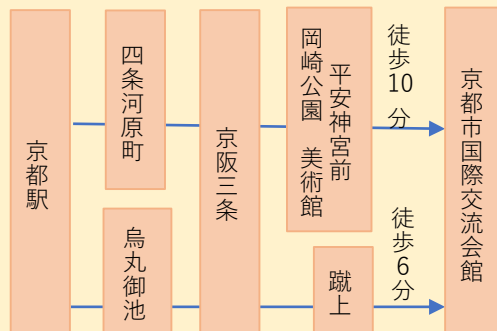 京都駅
四条河原町
烏丸御池
京阪三条
岡崎公園 美術館
平安神宮前
蹴上
徒歩10分
徒歩6分
京都市国際交流会館